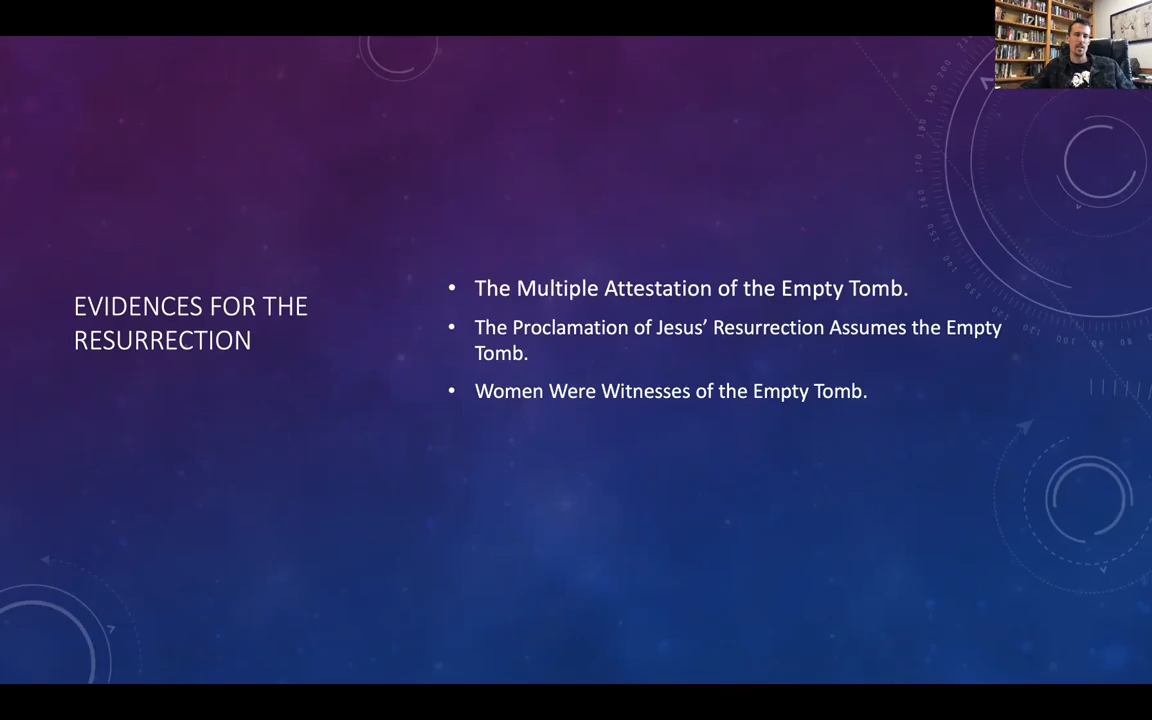 EVIDENCES FOR THE
RESURRECTION
• The Multiple Attestation of the Empty Tomb.
• The Proclamation of Jesus’ Resurrection Assumes the Empty
Tomb.
• Women Were Witnesses of the Empty Tomb.